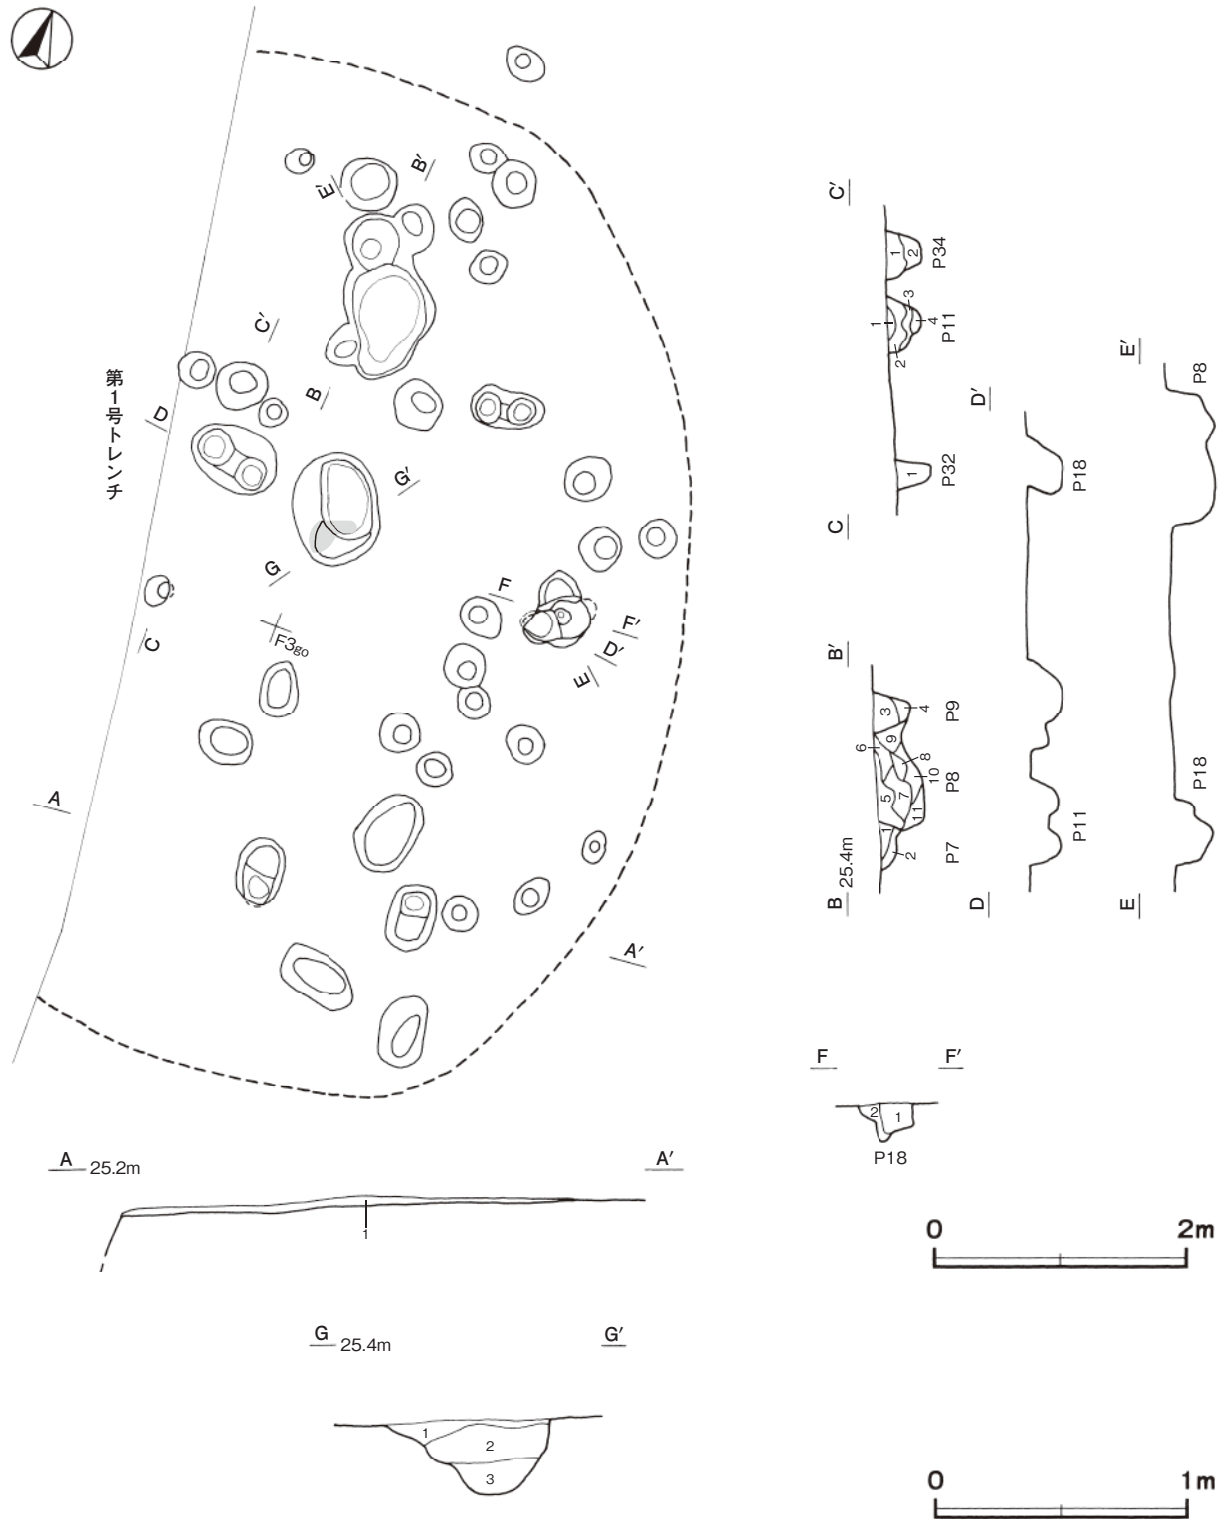 B′
E′
C′
第1号トレンチ
D
B
G′
G
F
F3g0
C
F′
D′
E
A
A′
C′
1
2
P34
3
1
4
P11
2
1
P32
C
E′
P8
D′
P18
B′
3
4
P9
6
9
8
10
P8
5
7
11
1
2
P7
B
25.4m
P11
D
P18
E
F
F′
2
1
P18
A
25.2m
A′
1
0
2m
G
25.4m
G′
1
2
3
0
1m